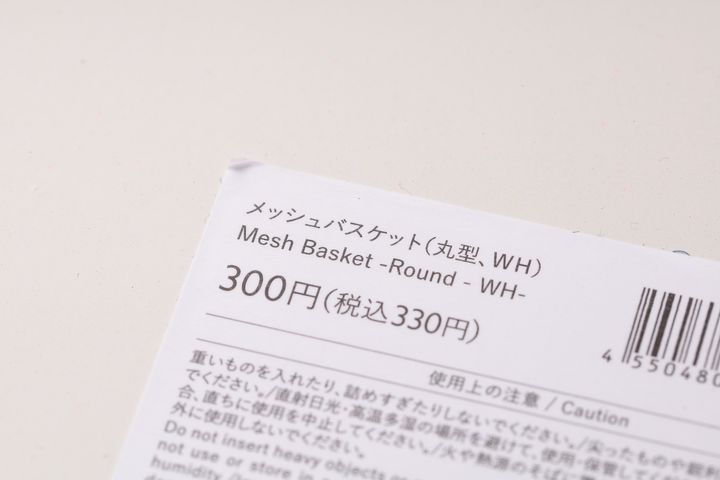 メッシュバスケット（丸型、WH）
Mesh Basket -Round - WH-
300円（税込330円）
4 550480
使用上の注意 / Caution
重いものを入れたり、詰めすぎたりしないでください。/尖ったものや鋭利
でください。/直射日光・高温多湿の場所を避けて、使用・保管してくだ
合、直ちに使用を中止してください。/火や熱源のそばに
外に使用しないでください。
Do not insert heavy objects or
not use or store in
humidity.